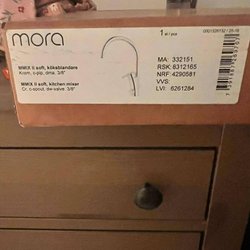 mora
1 st / pcs
MMIX II soft, köksblandare
Krom, c-pip, dma, 3/8"
MMIX II soft, kitchen mixer
Cr, c-spout, dw-valve, 3/8"
MA: 332151
RSK: 8312165
NRF: 4290581
VVS:
LVI: 6261284